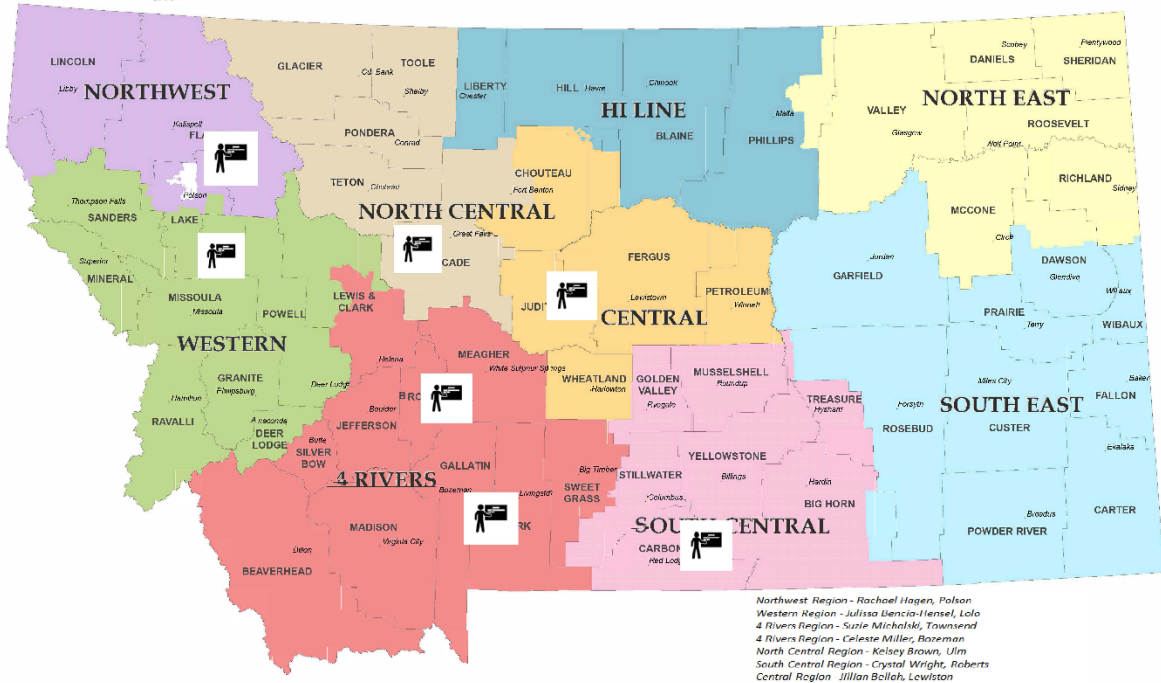 LINCOLN
Libby
NORTHWEST
Kalispell
FLA
Polson
GLACIER
Cut Bank
TOOLE
Shelby
PONDERA
Conrad
TETON
Choteau
NORTH CENTRAL
Great Falls
CADE
LIBERTY
Chester
HILL
Havre
Chinook
HI LINE
BLAINE
Malta
PHILLIPS
Scobey
DANIELS
Plentywood
SHERIDAN
NORTH EAST
VALLEY
Glasgow
ROOSEVELT
Wolf Point
RICHLAND
Sidney
MCCONE
Circle
CHOUTEAU
Fort Benton
FERGUS
Lewistown
JUDIT
PETROLEUM
Winnett
CENTRAL
WHEATLAND
Harlowton
Thompson Falls
SANDERS
LAKE
Superior
MINERAL
MISSOULA
Missoula
POWELL
WESTERN
GRANITE
Philipsburg
Deer Lodge
Hamilton
RAVALLI
Anaconda
DEER
LODGE
LEWIS &
CLARK
Helena
MEAGHER
White Sulphur Springs
BRO
Boulder
JEFFERSON
Butte
SILVER
BOW
4 RIVERS
GALLATIN
Bozeman
Livingston
RK
Big Timber
SWEET
GRASS
MADISON
Virginia City
Dillon
BEAVERHEAD
GOLDEN
VALLEY
Ryegate
MUSSELSHELL
Roundup
TREASURE
Hysham
STILLWATER
Columbus
YELLOWSTONE
Billings
Hardin
BIG HORN
SOUTH CENTRAL
CARBON
Red Lodg
Jordan
GARFIELD
DAWSON
Glendive
Wibaux
PRAIRIE
Terry
WIBAUX
Miles City
Baker
FALLON
SOUTH EAST
Forsyth
ROSEBUD
CUSTER
Ekalaka
Broadus
POWDER RIVER
CARTER
Northwest Region - Rachael Hagen, Polson
Western Region - Julissa Bencia-Hensel, Lolo
4 Rivers Region - Suzie Michalski, Townsend
4 Rivers Region - Celeste Miller, Bozeman
North Central Region - Kelsey Brown, Ulm
South Central Region - Crystal Wright, Roberts
Central Region Jillian Bellah, Lewiston